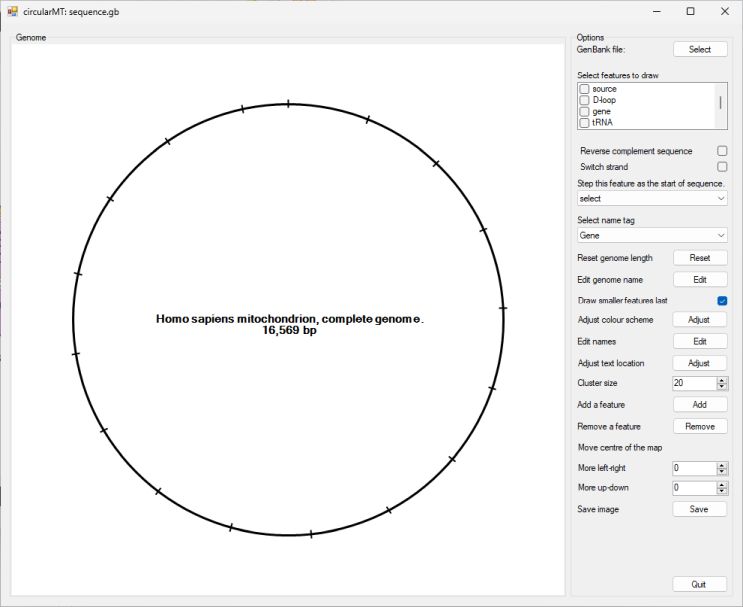 circularMT: sequence.gb
Genome
Homo sapiens mitochondrion, complete genome.
16,569 bp
Options
GenBank file:
Select
Select features to draw
source
D-loop
gene
tRNA
Reverse complement sequence
Switch strand
Step this feature as the start of sequence.
select
Select name tag
Gene
Reset genome length
Reset
Edit genome name
Edit
Draw smaller features last
Adjust colour scheme
Adjust
Edit names
Edit
Adjust text location
Adjust
Cluster size
20
Add a feature
Add
Remove a feature
Remove
Move centre of the map
More left-right
0
More up-down
0
Save image
Save
Quit